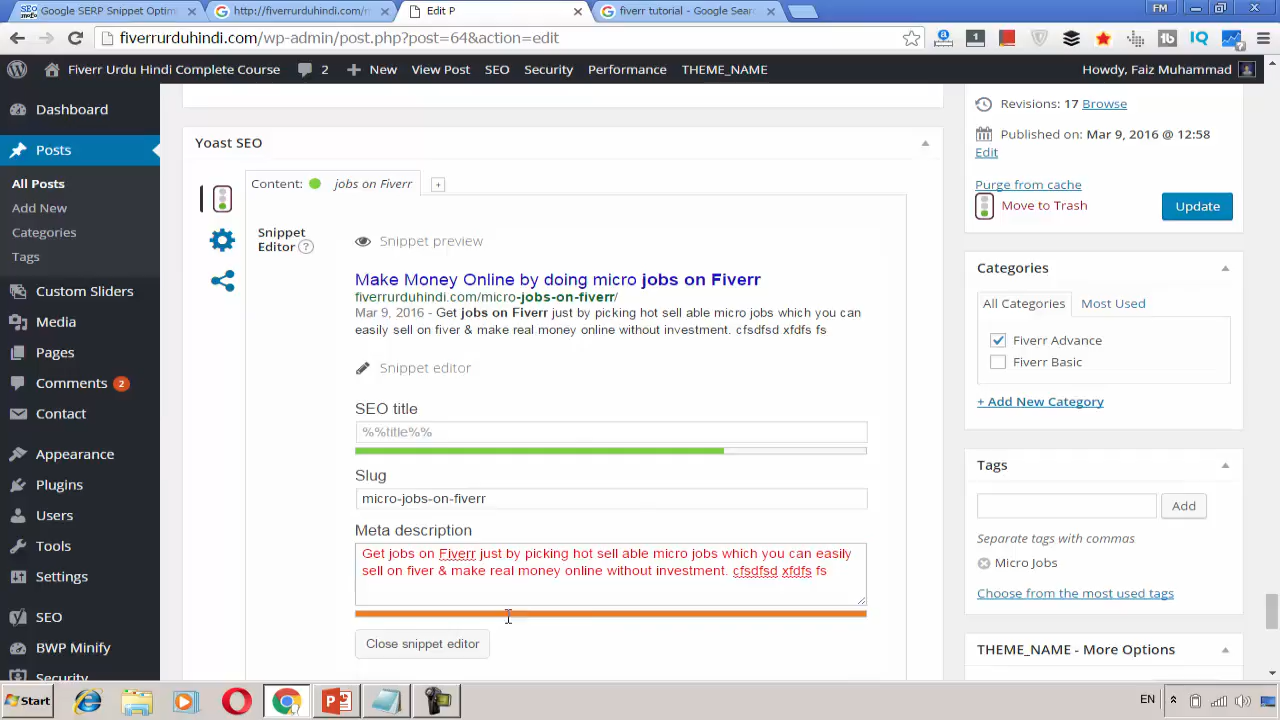 Google SERP Snippet Optim
http://fiverrurduhindi.com/m
Edit P
fiverr tutorial - Google Sear
FM
fiverrurduhindi.com/wp-admin/post.php?post=64&action=edit
Fiverr Urdu Hindi Complete Course
2
New
View Post
SEO
Security
Performance
THEME_NAME
Howdy, Faiz Muhammad
Dashboard
Posts
All Posts
Add New
Categories
Tags
Custom Sliders
Media
Pages
Comments 2
Contact
Appearance
Plugins
Users
Tools
Settings
SEO
BWP Minify
Security
Yoast SEO
Content: jobs on Fiverr +
Snippet
Editor ?
Snippet preview
Make Money Online by doing micro jobs on Fiverr
fiverrurduhindi.com/micro-jobs-on-fiverr/
Mar 9, 2016 - Get jobs on Fiverr just by picking hot sell able micro jobs which you can
easily sell on fiver & make real money online without investment. cfsdfsd xfdfs fs
Snippet editor
SEO title
%%title%%
Slug
micro-jobs-on-fiverr
Meta description
Get jobs on Fiverr just by picking hot sell able micro jobs which you can easily
sell on fiver & make real money online without investment. cfsdfsd xfdfs fs
Close snippet editor
Revisions: 17 Browse
Published on: Mar 9, 2016 @ 12:58
Edit
Purge from cache
Move to Trash
Update
Categories
All Categories
Most Used
Fiverr Advance
Fiverr Basic
+ Add New Category
Tags
Add
Separate tags with commas
Micro Jobs
Choose from the most used tags
THEME_NAME - More Options
Start
EN